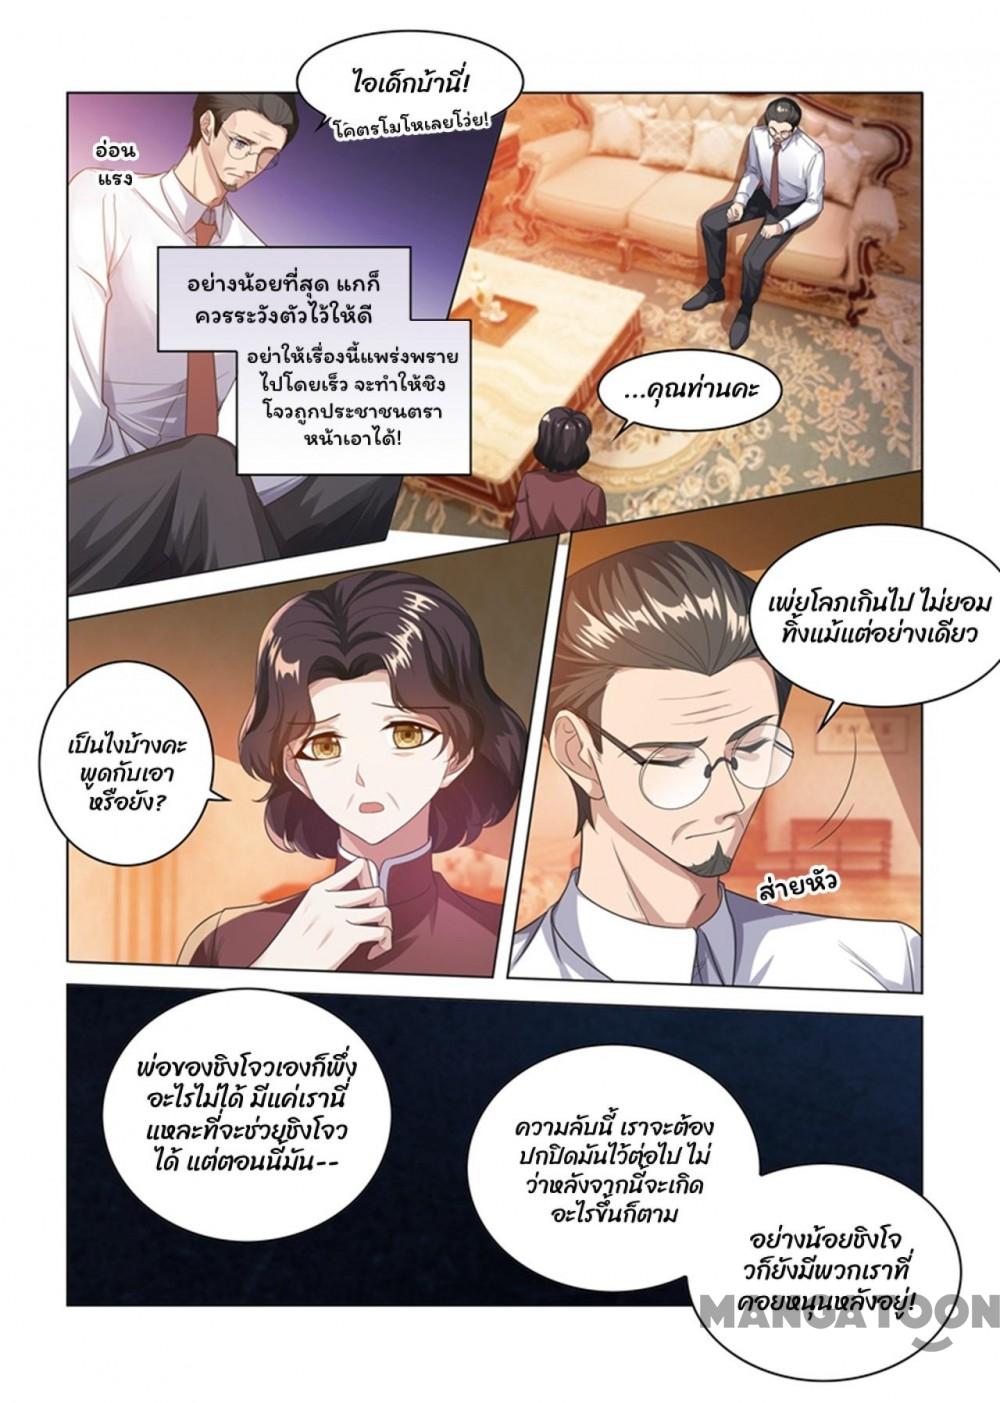 ไอเด็กบ้านี่!
โคตรโมโหเลยโว่ย!
อ่อน
แรง
อย่างน้อยที่สุด แกก็
ควรระวังตัวไว้ให้ดี
อย่าให้เรื่องนี้แพร่งพราย
ไปโดยเร็ว จะทำให้ชิง
โจวถูกประชาชนตรา
หน้าเอาได้!
...คุณท่านคะ
เพ่ยโลภเกินไป ไม่ยอม
ทิ้งแม้แต่อย่างเดียว
เป็นไงบ้างคะ
พูดกับเอา
หรือยัง?
ส่ายหัว
พ่อของชิงโจวเองก็พึ่ง
อะไรไม่ได้ มีแค่เรานี่
แหละที่จะช่วยชิงโจว
ได้ แต่ตอนนี้มัน--
ความลับนี้ เราจะต้อง
ปกปิดมันไว้ต่อไป ไม่
ว่าหลังจากนี้จะเกิด
อะไรขึ้นก็ตาม
อย่างน้อยชิงโจ
วก็ยังมีพวกเราที่
คอยหนุนหลังอยู่!
MANGATOON